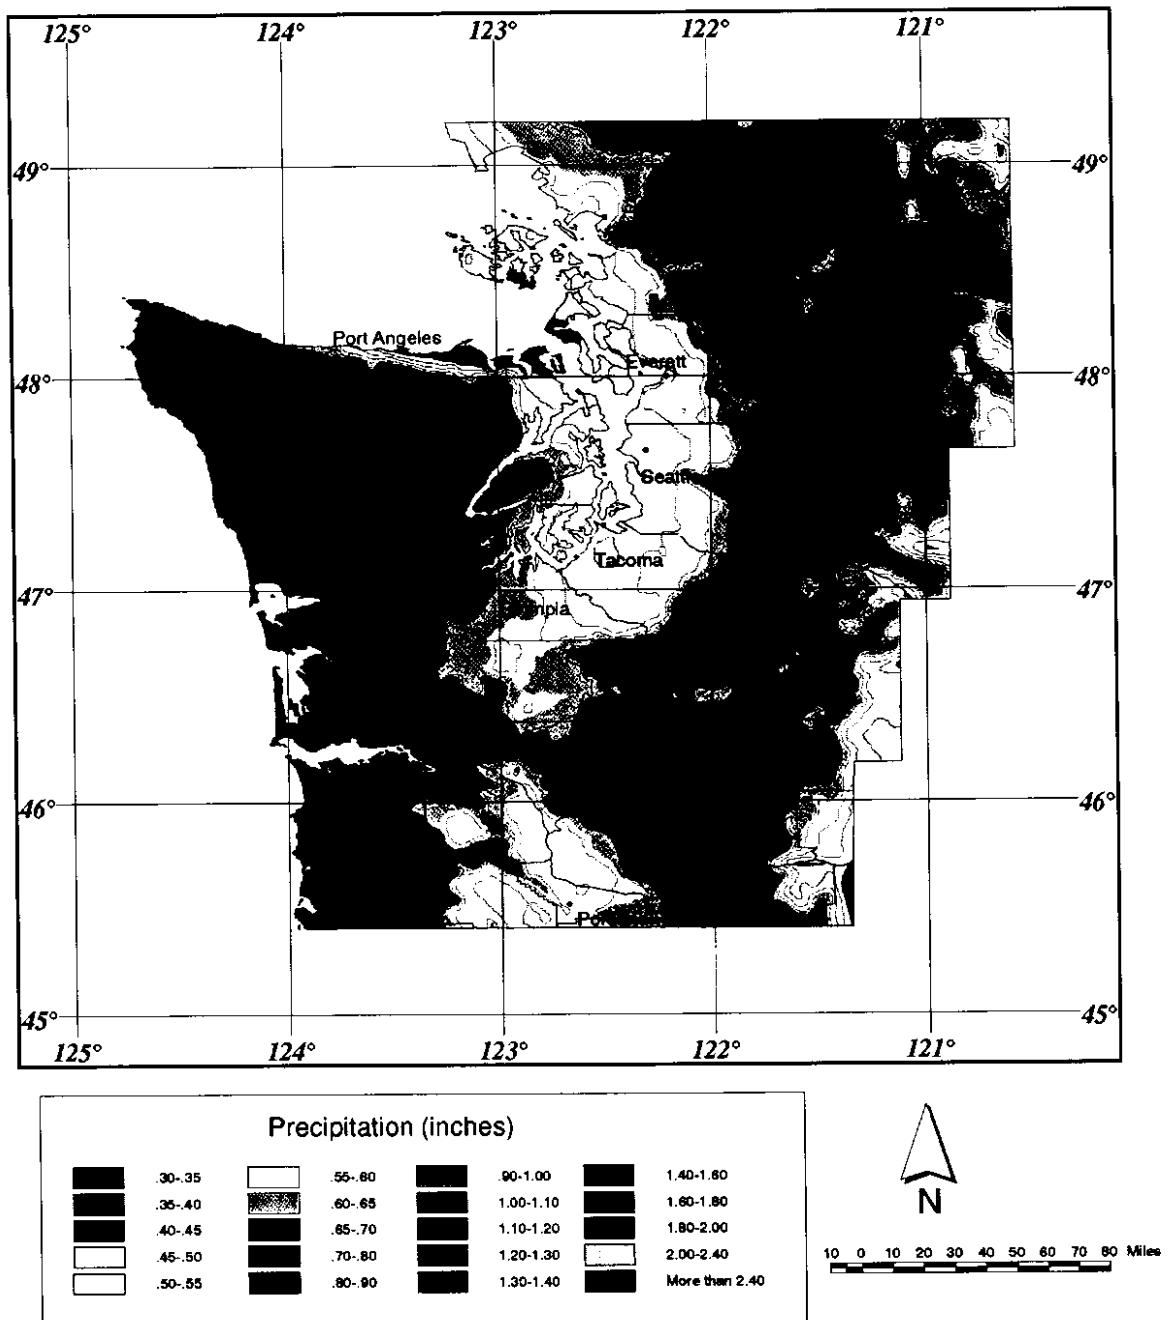 125° 124° 123° 122° 121°
49° 49°
Port Angeles
Everett
48° 48°
Seattle
Tacoma
47° 47°
46° 46°
45° 45°
125° 124° 123° 122° 121°
Precipitation (inches)
.30-.35 .55-.60 .90-1.00 1.40-1.60
.35-.40 .60-.65 1.00-1.10 1.60-1.80
.40-.45 .65-.70 1.10-1.20 1.80-2.00
.45-.50 .70-.80 1.20-1.30 2.00-2.40
.50-.55 .80-.90 1.30-1.40 More than 2.40
N
10 0 10 20 30 40 50 60 70 80 Miles